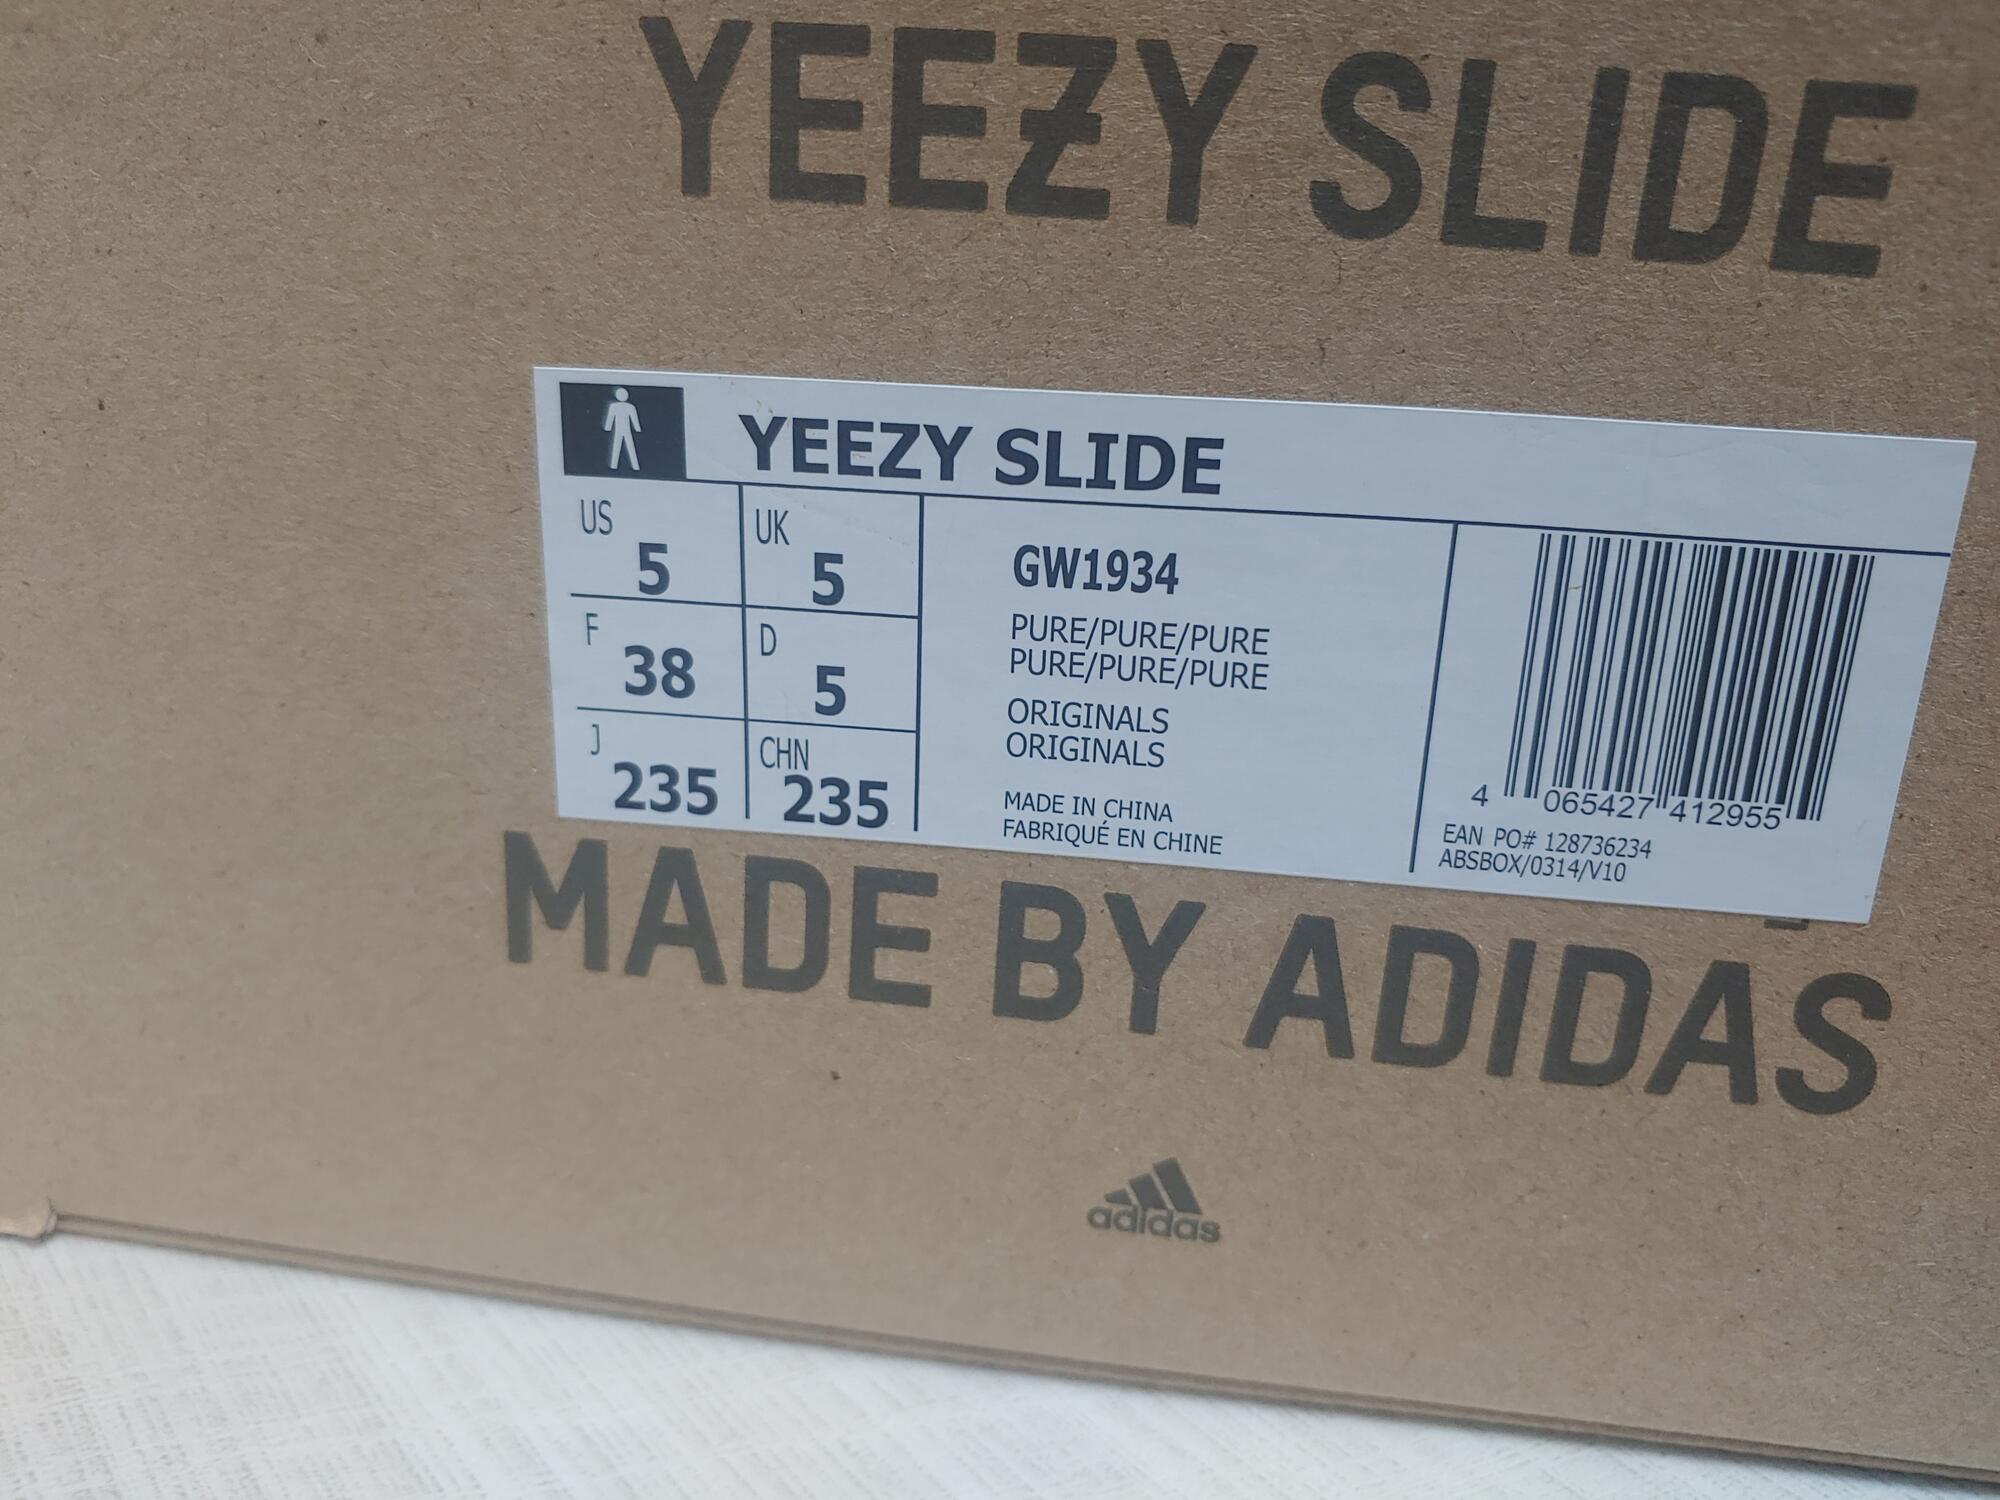 YEEZY SLIDE
YEEZY SLIDE
US 5
UK 5
F 38
D 5
J 235
CHN 235
GW1934
PURE/PURE/PURE
PURE/PURE/PURE
ORIGINALS
ORIGINALS
MADE IN CHINA
FABRIQUÉ EN CHINE
4 065427 412955
EAN PO# 128736234
ABSBOX/0314/V10
MADE BY ADIDAS
adidas